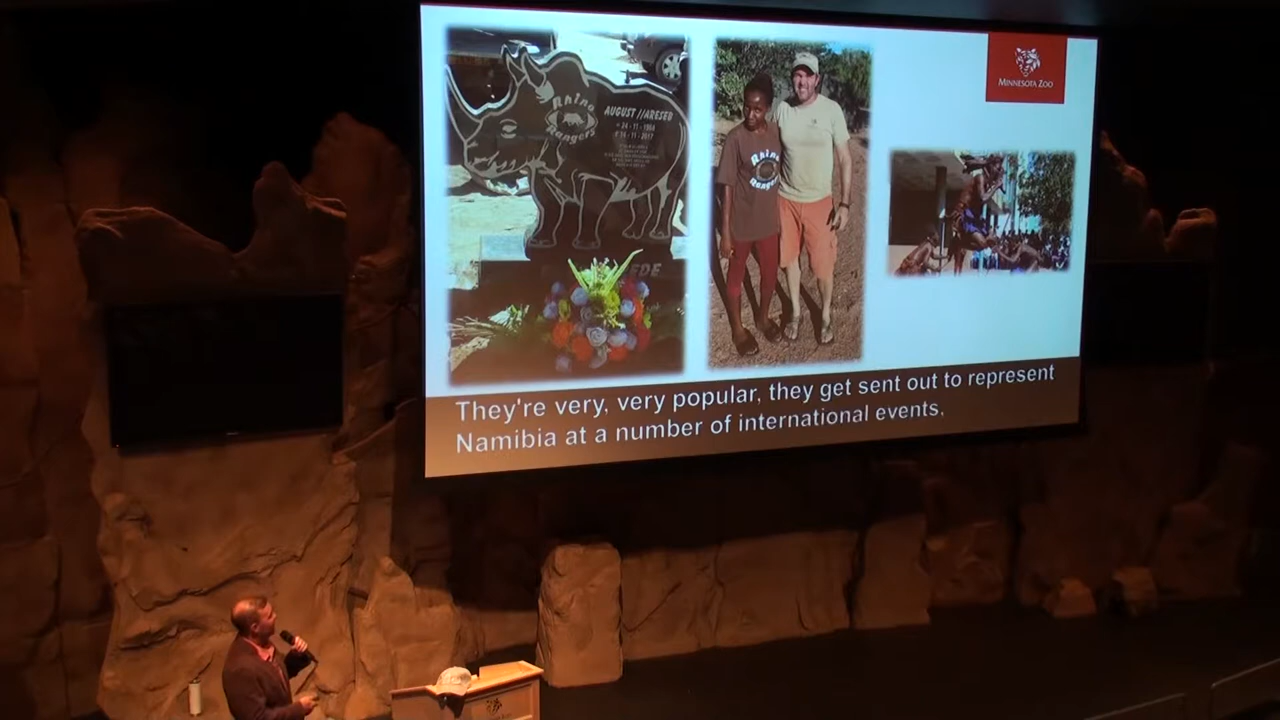 MINNESOTA ZOO
Rhino
Rangers
AUGUST //ARESEB
Rhino
Rangers
They're very, very popular, they get sent out to represent
Namibia at a number of international events,